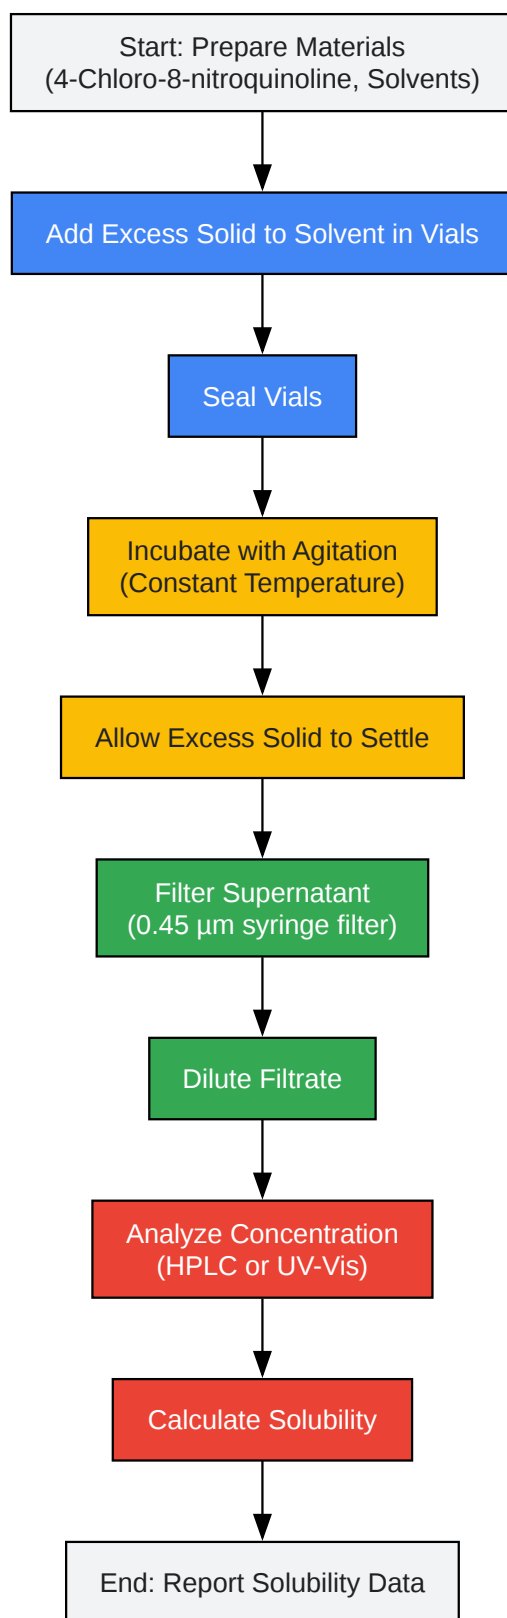 Start: Prepare Materials
(4-Chloro-8-nitroquinoline, Solvents)
Add Excess Solid to Solvent in Vials
Seal Vials
Incubate with Agitation
(Constant Temperature)
Allow Excess Solid to Settle
Filter Supernatant
(0.45 µm syringe filter)
Dilute Filtrate
Analyze Concentration
(HPLC or UV-Vis)
Calculate Solubility
End: Report Solubility Data